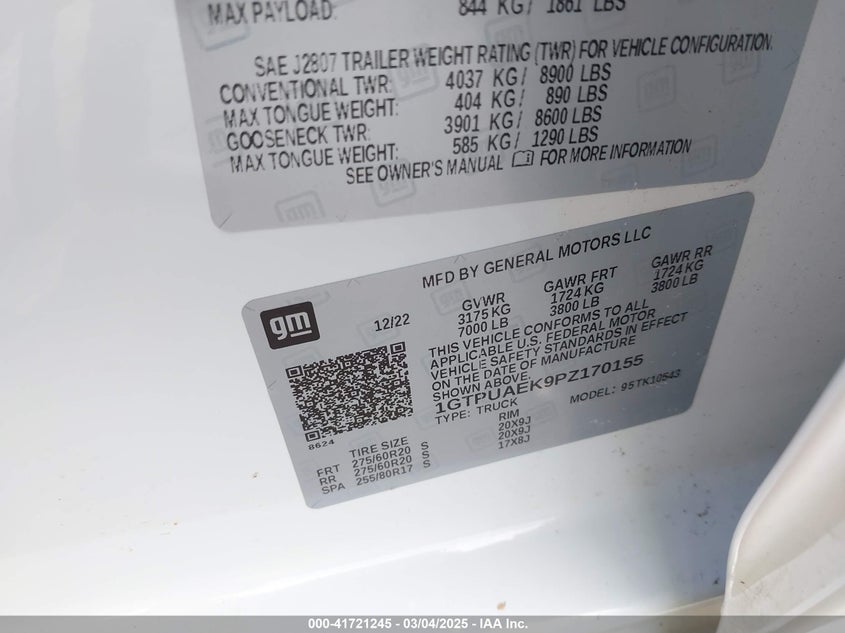 MAX PAYLOAD: 844 KG/ 1861 LBS
SAE J2807 TRAILER WEIGHT RATING (TWR) FOR VEHICLE CONFIGURATION.
CONVENTIONAL TWR: 4037 KG/ 8900 LBS
MAX TONGUE WEIGHT: 404 KG/ 890 LBS
GOOSENECK TWR: 3901 KG/ 8600 LBS
MAX TONGUE WEIGHT: 585 KG/ 1290 LBS
SEE OWNER'S MANUAL FOR MORE INFORMATION
gm
MFD BY GENERAL MOTORS LLC
12/22
GVWR GAWR FRT GAWR RR
3175 KG 1724 KG 1724 KG
7000 LB 3800 LB 3800 LB
THIS VEHICLE CONFORMS TO ALL
APPLICABLE U.S. FEDERAL MOTOR
VEHICLE SAFETY STANDARDS IN EFFECT
ON THE DATE OF MANUFACTURE
SHOWN ABOVE.
1GTPUAEK9PZ170155
TYPE: TRUCK MODEL: 95TK10543
8624
TIRE SIZE RIM
FRT 275/60R20 S 20X9J
RR 275/60R20 S 20X9J
SPA 255/80R17 S 17X8J
000-41721245 - 03/04/2025 - IAA Inc.